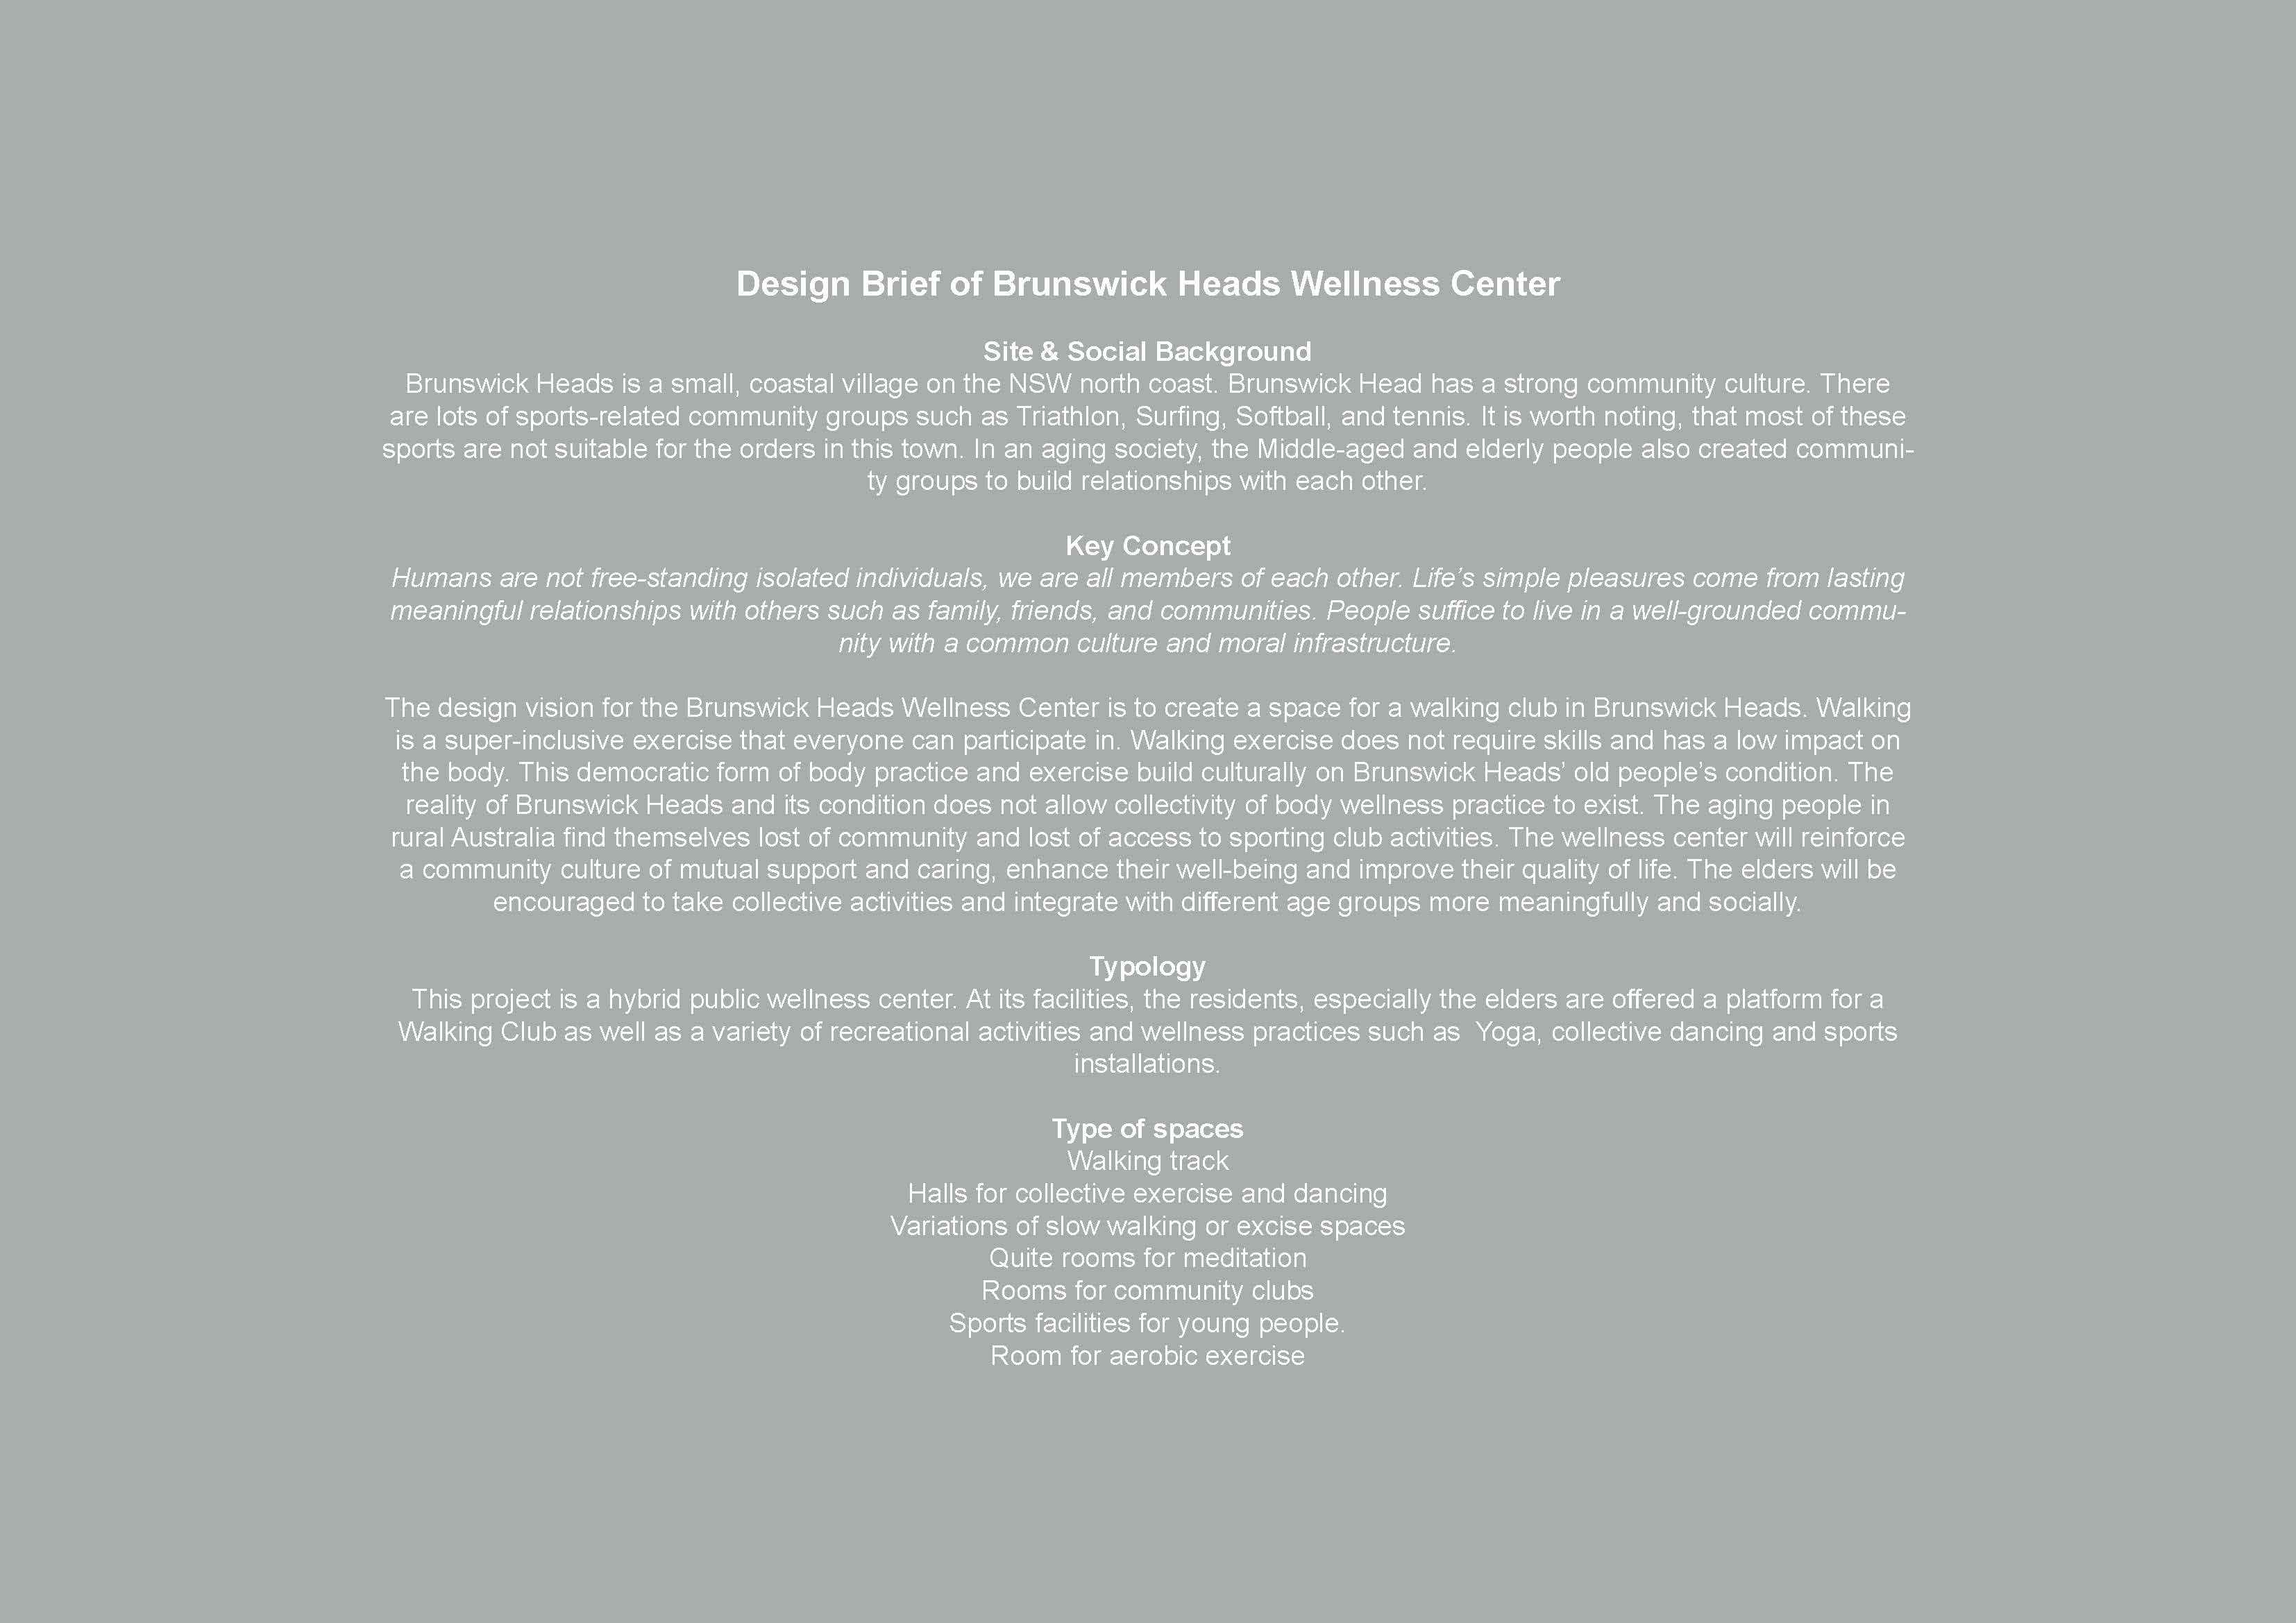 Design Brief of Brunswick Heads Wellness Center
Site & Social Background
Brunswick Heads is a small, coastal village on the NSW north coast. Brunswick Head has a strong community culture. There
are lots of sports-related community groups such as Triathlon, Surfing, Softball, and tennis. It is worth noting, that most of these
sports are not suitable for the orders in this town. In an aging society, the Middle-aged and elderly people also created communi-
ty groups to build relationships with each other.
Key Concept
Humans are not free-standing isolated individuals, we are all members of each other. Life’s simple pleasures come from lasting
meaningful relationships with others such as family, friends, and communities. People suffice to live in a well-grounded commu-
nity with a common culture and moral infrastructure.
The design vision for the Brunswick Heads Wellness Center is to create a space for a walking club in Brunswick Heads. Walking
is a super-inclusive exercise that everyone can participate in. Walking exercise does not require skills and has a low impact on
the body. This democratic form of body practice and exercise build culturally on Brunswick Heads’ old people’s condition. The
reality of Brunswick Heads and its condition does not allow collectivity of body wellness practice to exist. The aging people in
rural Australia find themselves lost of community and lost of access to sporting club activities. The wellness center will reinforce
a community culture of mutual support and caring, enhance their well-being and improve their quality of life. The elders will be
encouraged to take collective activities and integrate with different age groups more meaningfully and socially.
Typology
This project is a hybrid public wellness center. At its facilities, the residents, especially the elders are offered a platform for a
Walking Club as well as a variety of recreational activities and wellness practices such as  Yoga, collective dancing and sports
installations.
Type of spaces
Walking track
Halls for collective exercise and dancing
Variations of slow walking or excise spaces
Quite rooms for meditation
Rooms for community clubs
Sports facilities for young people.
Room for aerobic exercise